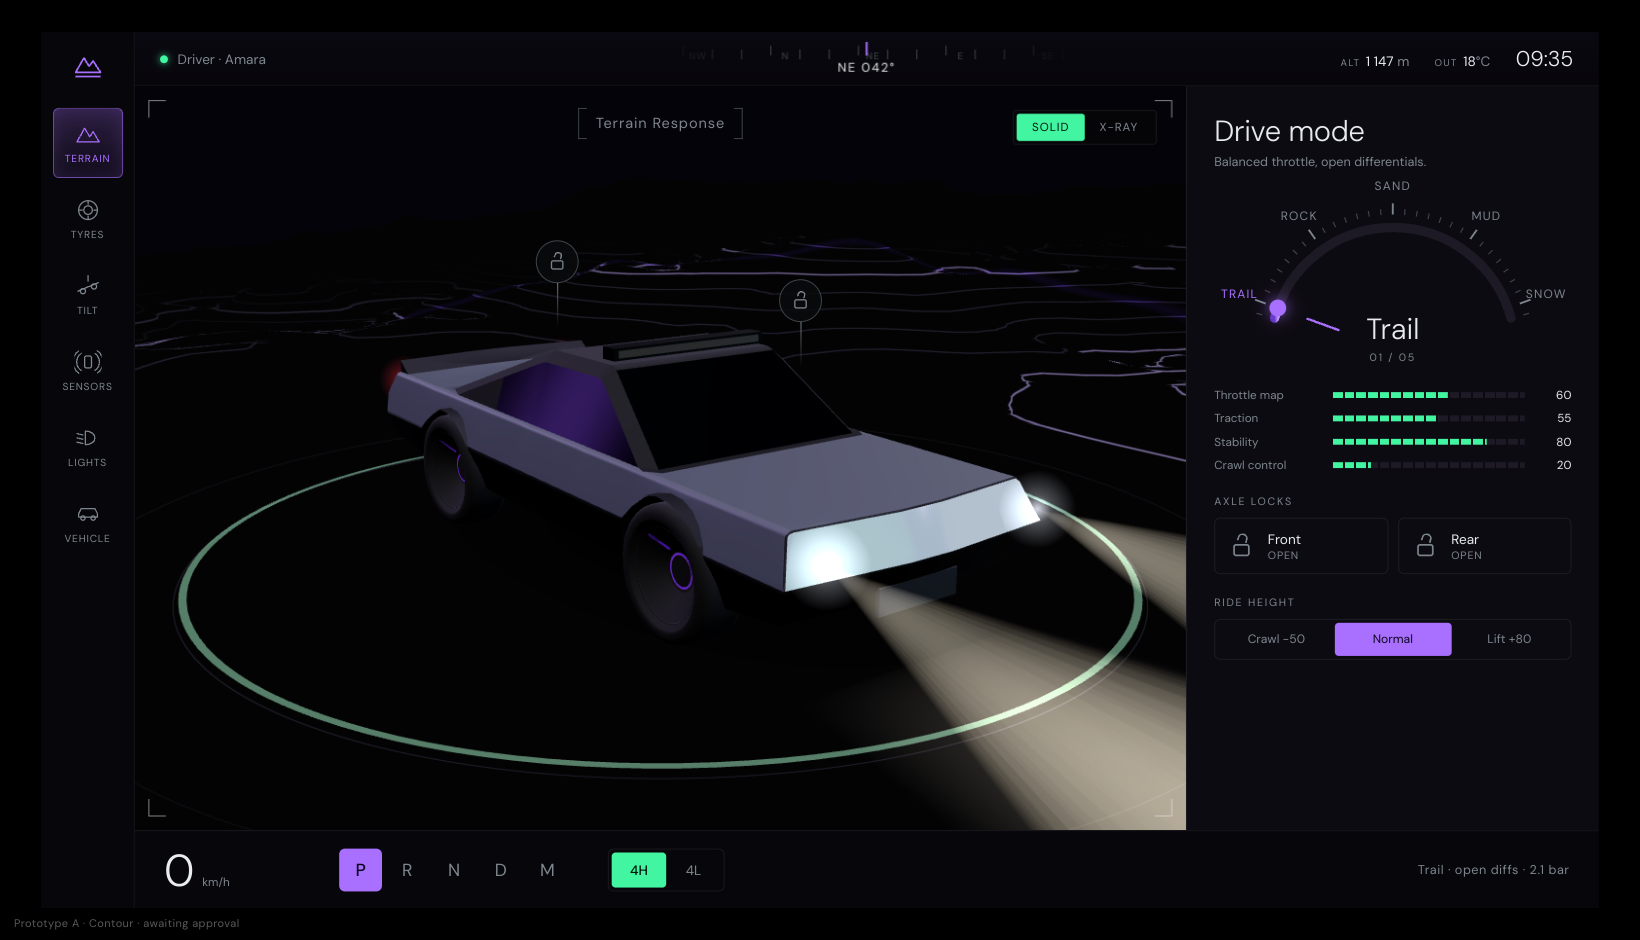 Driver · Amara
NW N NE E SE
NE 042°
ALT 1 147 m OUT 18°C 09:35
TERRAIN
TYRES
TILT
SENSORS
LIGHTS
VEHICLE
Terrain Response
SOLID X-RAY
Drive mode
Balanced throttle, open differentials.
SAND
ROCK MUD
TRAIL SNOW
Trail
01 / 05
Throttle map 60
Traction 55
Stability 80
Crawl control 20
AXLE LOCKS
Front Rear
OPEN OPEN
RIDE HEIGHT
Crawl -50 Normal Lift +80
0 km/h P R N D M 4H 4L Trail · open diffs · 2.1 bar
Prototype A · Contour · awaiting approval